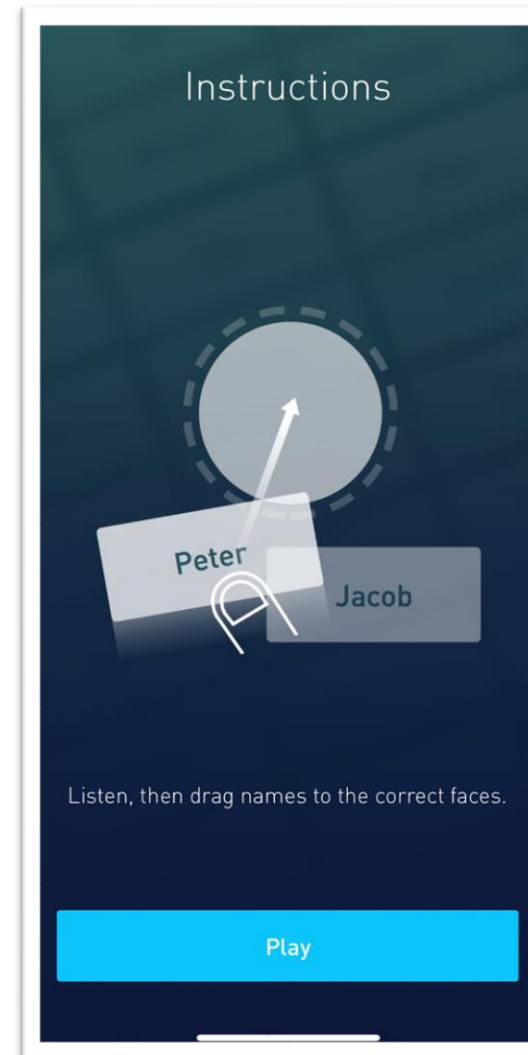 Instructions
Peter
Jacob
Listen, then drag names to the correct faces.
Play